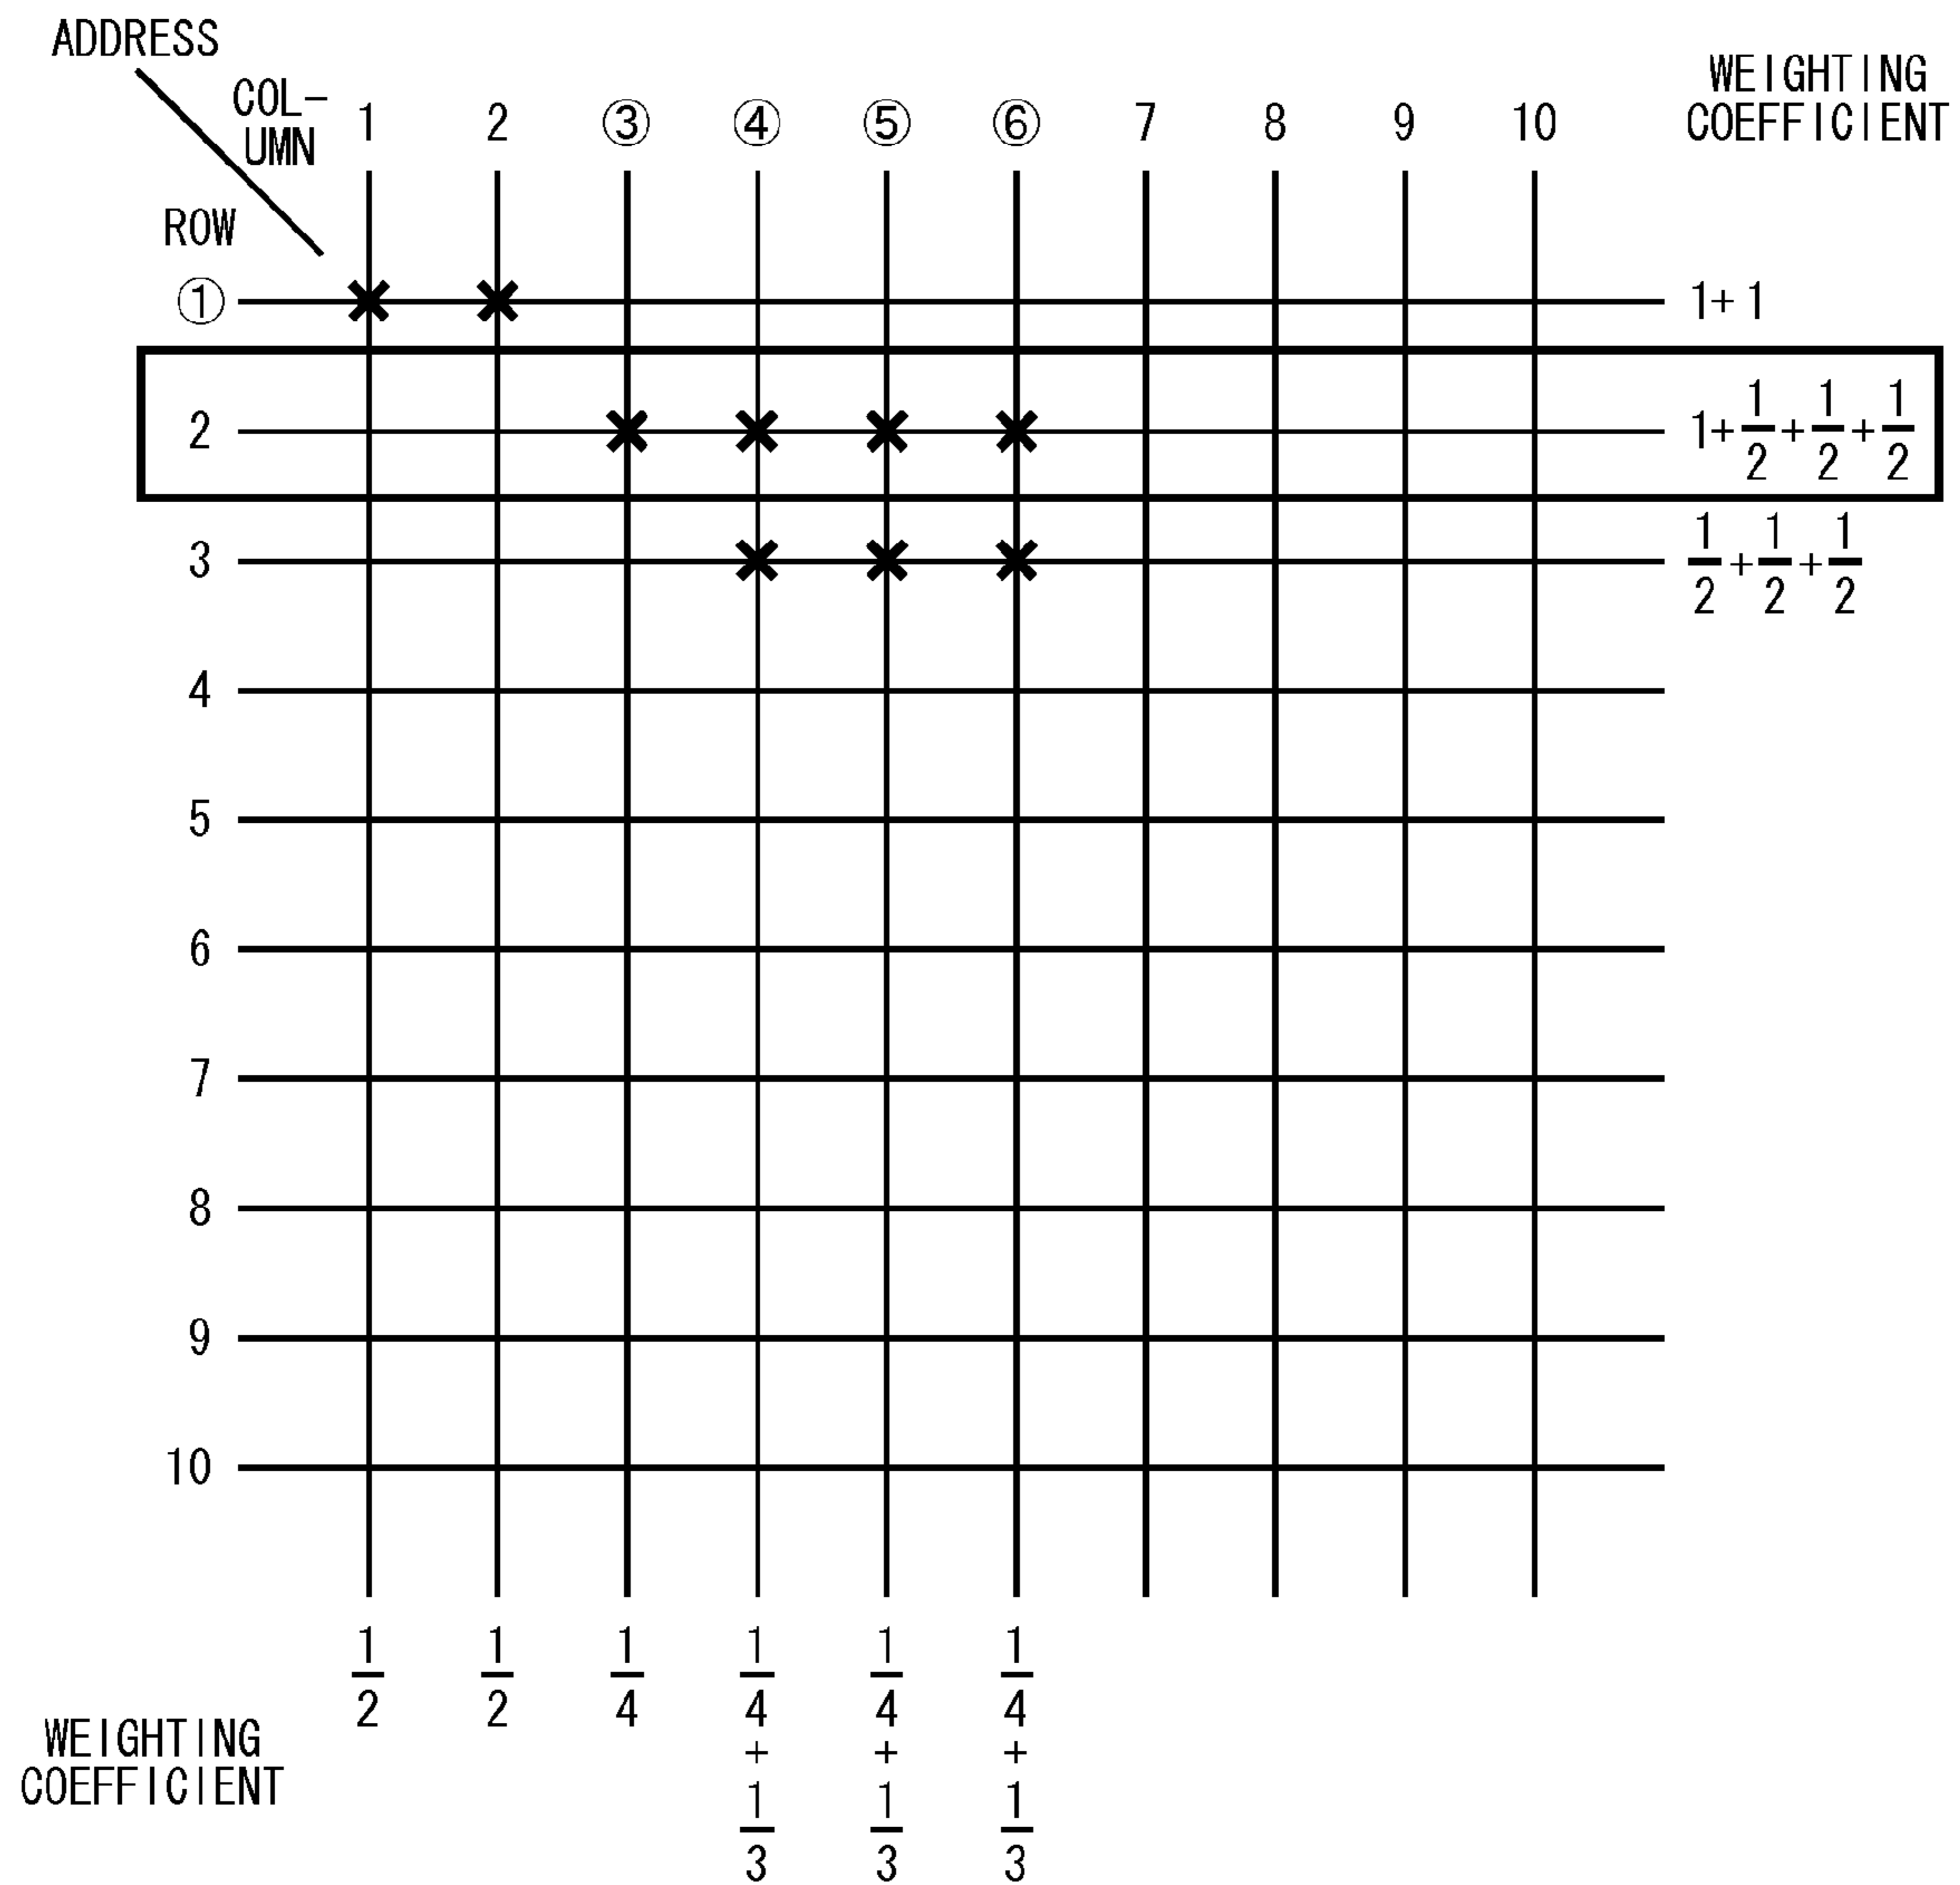 ADDRESS
COL-
UMN
1 2 ③ ④ ⑤ ⑥ 7 8 9 10
WEIGHTING
COEFFICIENT
ROW
① 1+1
2 1+1/2+1/2+1/2
3 1/2+1/2+1/2
4
5
6
7
8
9
10
WEIGHTING
COEFFICIENT
1/2 1/2 1/4 1/4+1/3 1/4+1/3 1/4+1/3